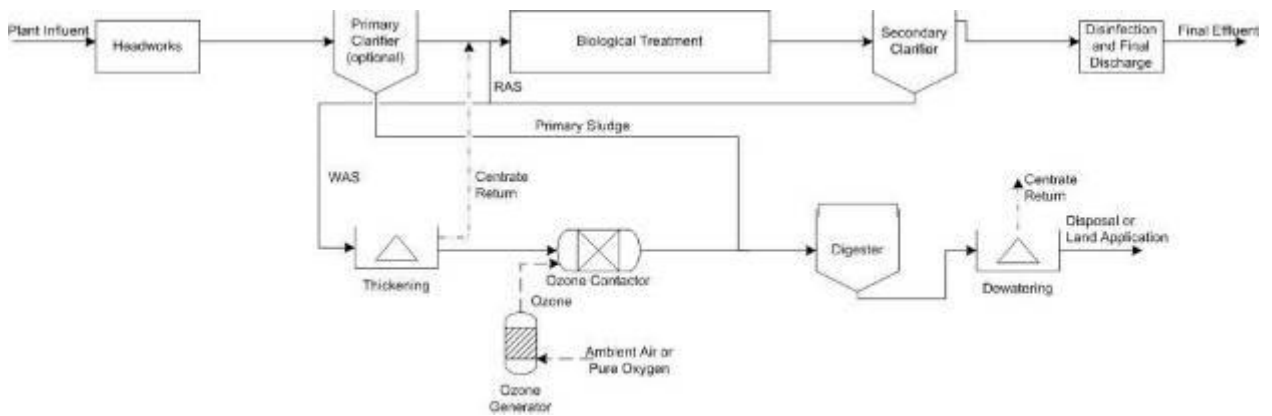 Plant Influent
Headworks
Primary
Clarifier
(optional)
Biological Treatment
Secondary
Clarifier
Disinfection
and Final
Discharge
Final Effluent
RAS
Primary Sludge
WAS
Centrate
Return
Centrate
Return
Disposal or
Land Application
Digester
Thickening
Ozone Contactor
Dewatering
Ozone
Ambient Air or
Pure Oxygen
Ozone
Generator